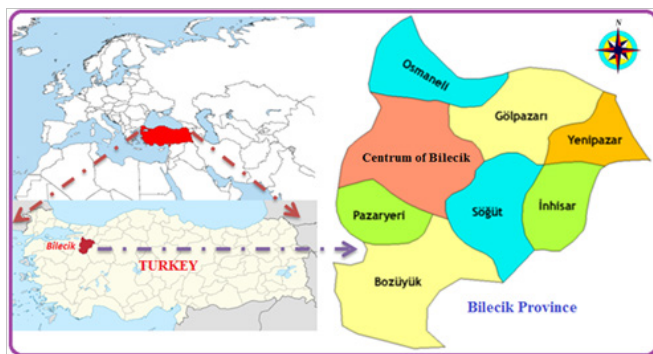 N
Osmaneli
Gölpazarı
Yenipazar
Centrum of Bilecik
Pazaryeri
Söğüt
İnhisar
Bilecik
TURKEY
Bozüyük
Bilecik Province